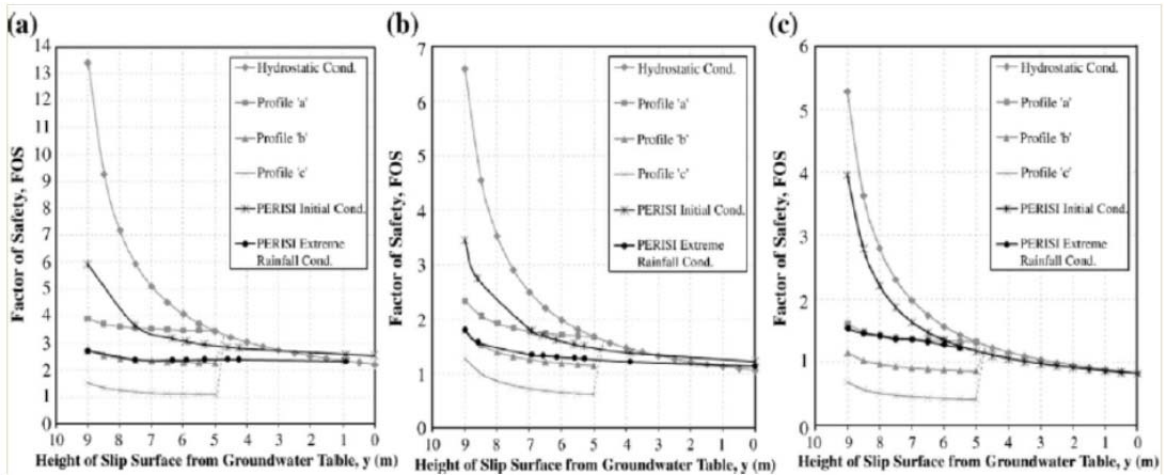 (a)
14
13
12
11
10
9
8
7
6
5
4
3
2
1
0
Factor of Safety, FOS
Hydrostatic Cond.
Profile 'a'
Profile 'b'
Profile 'c'
PERISI Initial Cond.
PERISI Extreme
Rainfall Cond.
10 9 8 7 6 5 4 3 2 1 0
Height of Slip Surface from Groundwater Table, y (m)
(b)
7
6
5
4
3
2
1
0
Factor of Safety, FOS
Hydrostatic Cond.
Profile 'a'
Profile 'b'
Profile 'c'
PERISI Initial Cond.
PERISI Extreme
Rainfall Cond.
10 9 8 7 6 5 4 3 2 1 0
Height of Slip Surface from Groundwater Table, y (m)
(c)
6
5
4
3
2
1
0
Factor of Safety, FOS
Hydrostatic Cond.
Profile 'a'
Profile 'b'
Profile 'c'
PERISI Initial Cond.
PERISI Extreme
Rainfall Cond.
10 9 8 7 6 5 4 3 2 1 0
Height of Slip Surface from Groundwater Table, y (m)